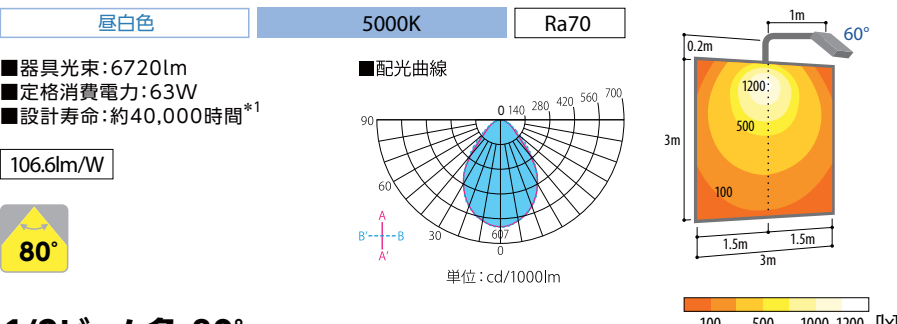 昼白色
5000K
Ra70
■器具光束:6720lm
■定格消費電力:63W
■設計寿命:約40,000時間*1
106.6lm/W
80°
■配光曲線
90
0 140 280 420 560 700
60
30
607
0
A
B'
B
A'
単位:cd/1000lm
1m
60°
0.2m
1200
500
100
3m
1.5m
1.5m
3m
100 500 1000 1200 [lx]